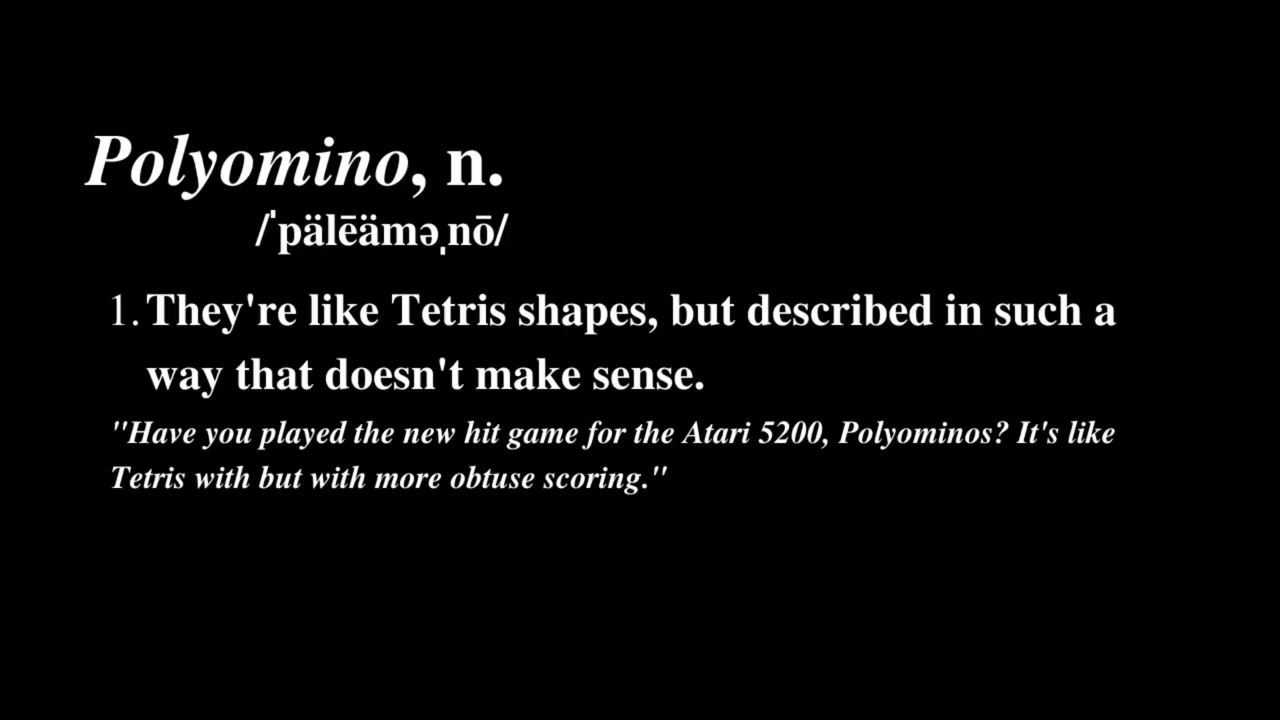 Polyomino, n.
/ˈpälēäməˌnō/
1. They're like Tetris shapes, but described in such a
way that doesn't make sense.
"Have you played the new hit game for the Atari 5200, Polyominos? It's like
Tetris with but with more obtuse scoring."